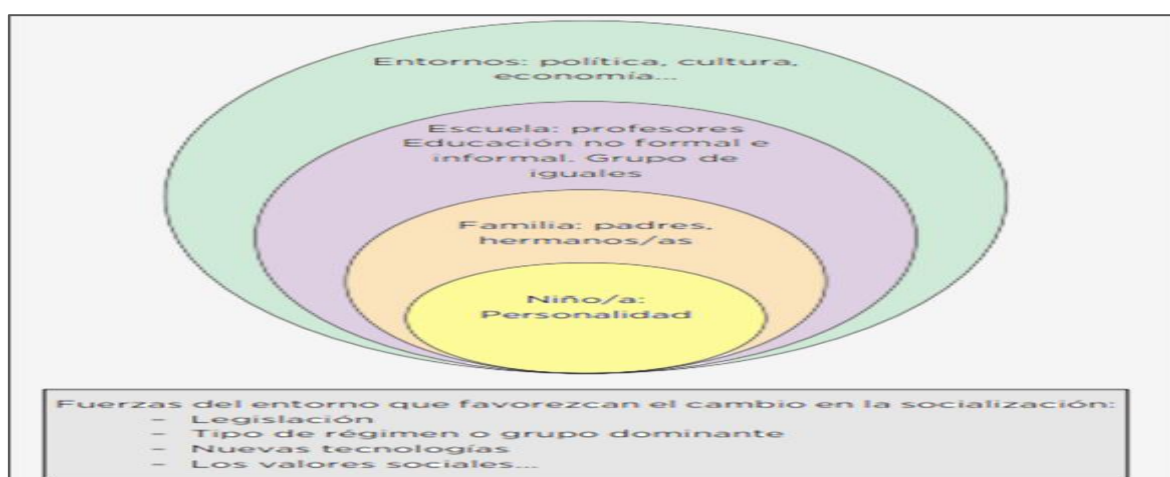 Entornos: política, cultura,
economía...
Escuela: profesores
Educación no formal e
informal. Grupo de
iguales
Familia: padres,
hermanos/as
Niño/a:
Personalidad
Fuerzas del entorno que favorezcan el cambio en la socialización:
- Legislación
- Tipo de régimen o grupo dominante
- Nuevas tecnologías
- Los valores sociales...